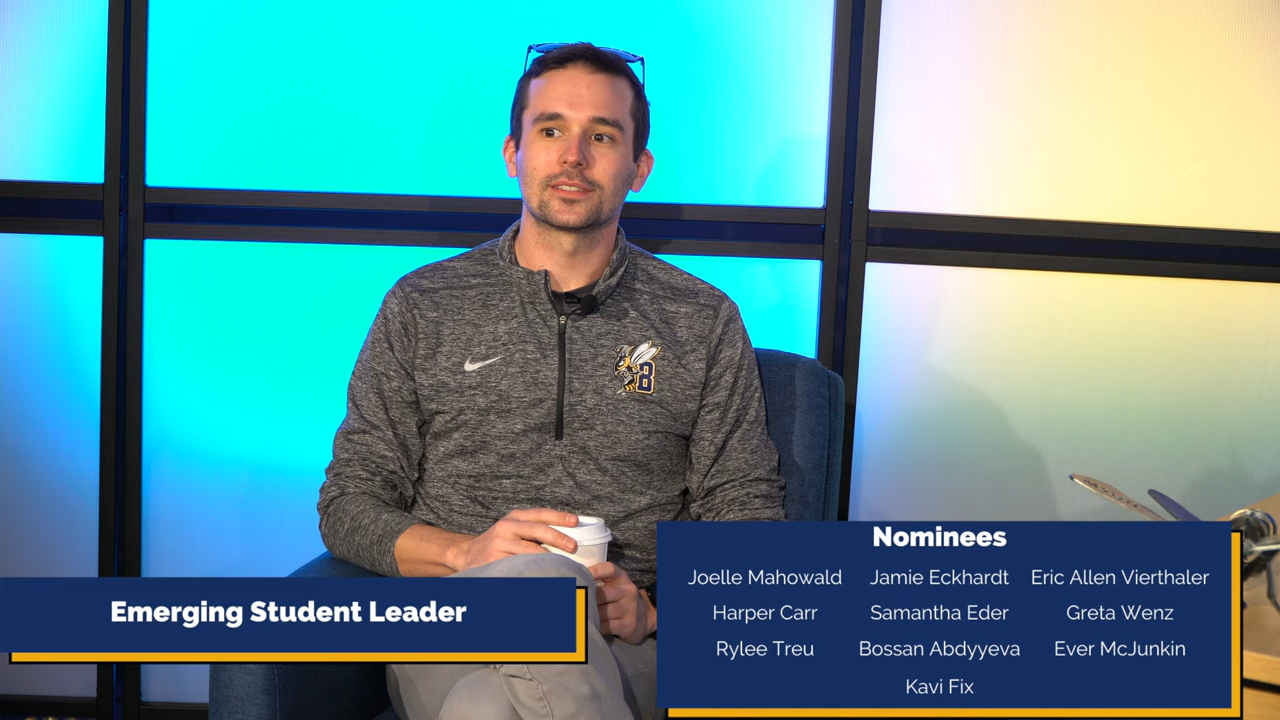 B
Emerging Student Leader
Nominees
Joelle Mahowald Jamie Eckhardt Eric Allen Vierthaler
Harper Carr Samantha Eder Greta Wenz
Rylee Treu Bossan Abdyyeva Ever McJunkin
Kavi Fix